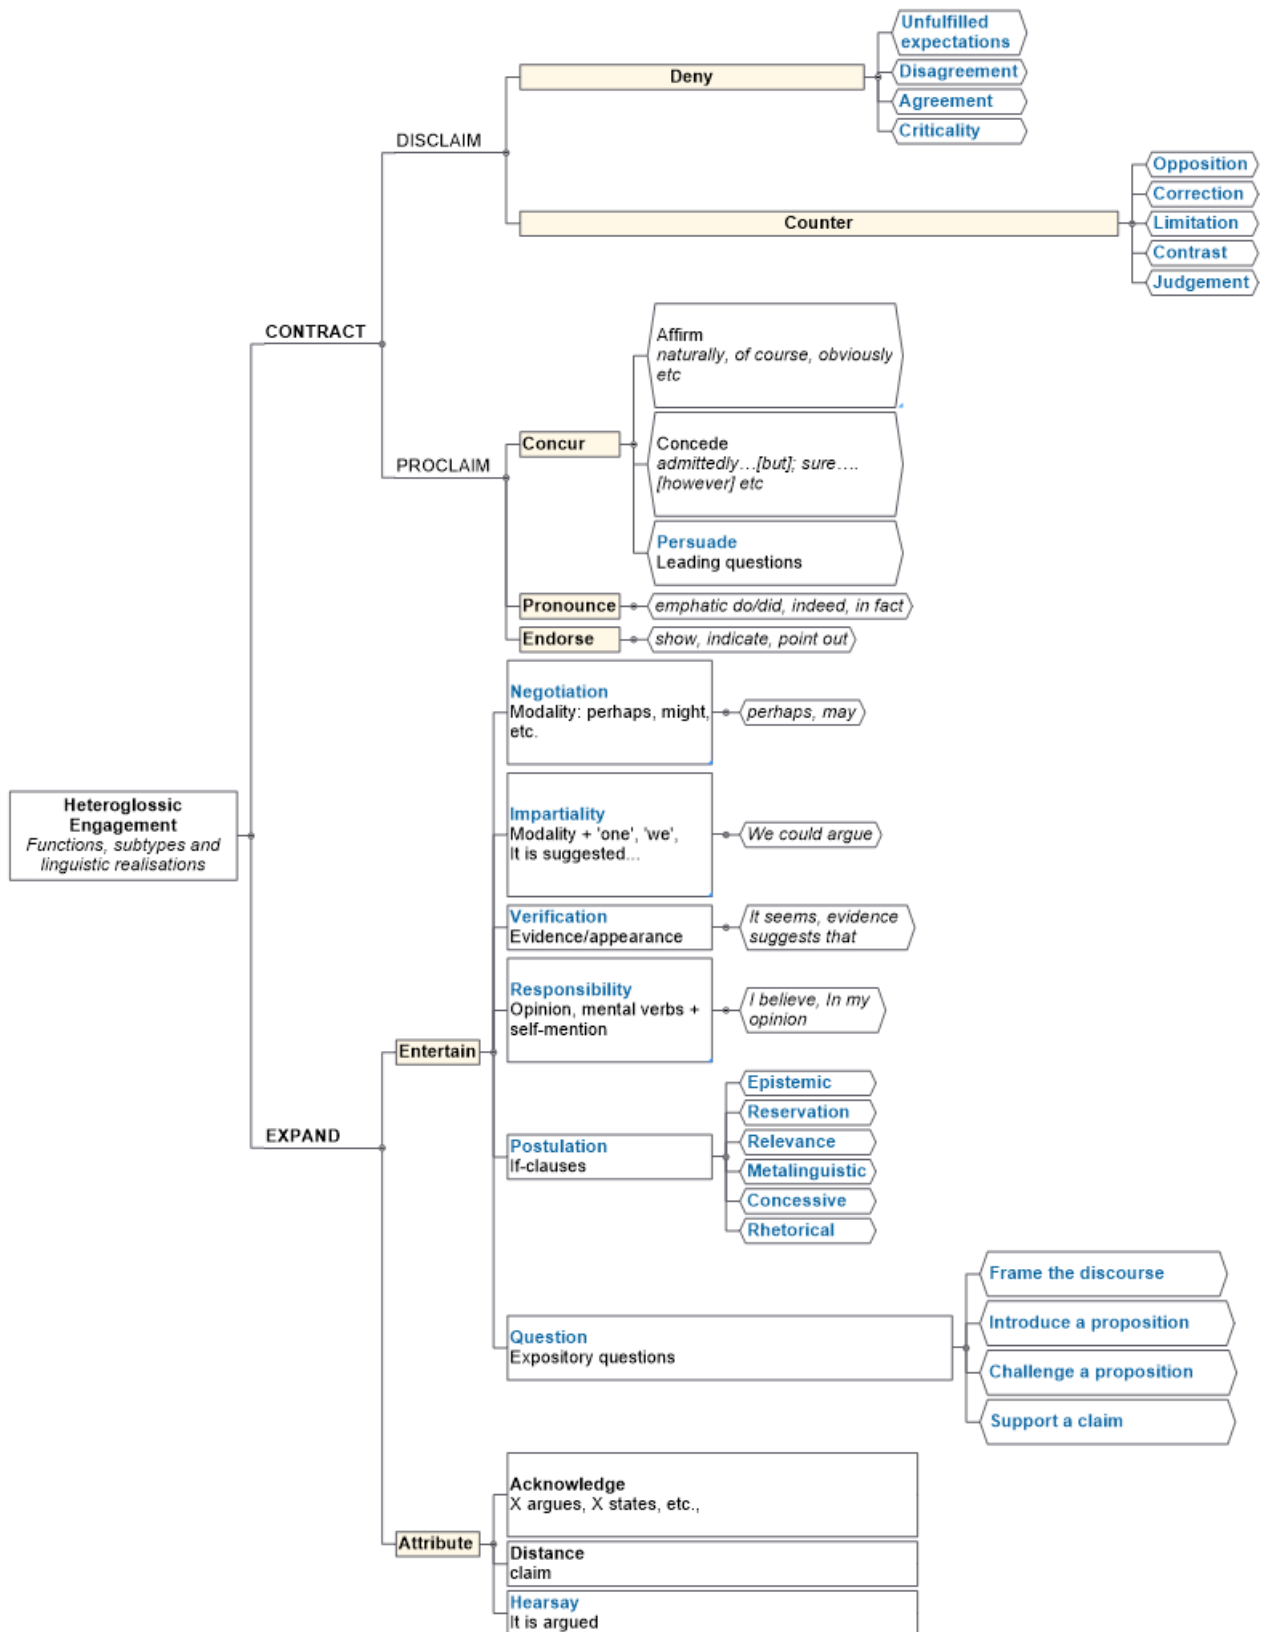 Unfulfilled
expectations
Deny
Disagreement
Agreement
Criticality
DISCLAIM
Opposition
Correction
Counter
Limitation
Contrast
Judgement
CONTRACT
Affirm
naturally, of course, obviously
etc
Concur
Concede
admittedly…[but]; sure….
[however] etc
PROCLAIM
Persuade
Leading questions
Pronounce
emphatic do/did, indeed, in fact
Endorse
show, indicate, point out
Negotiation
Modality: perhaps, might,
etc.
perhaps, may
Heteroglossic
Engagement
Functions, subtypes and
linguistic realisations
Impartiality
Modality + 'one', 'we',
It is suggested...
We could argue
Verification
Evidence/appearance
It seems, evidence
suggests that
Responsibility
Opinion, mental verbs +
self-mention
I believe, In my
opinion
Entertain
EXPAND
Postulation
If-clauses
Epistemic
Reservation
Relevance
Metalinguistic
Concessive
Rhetorical
Question
Expository questions
Frame the discourse
Introduce a proposition
Challenge a proposition
Support a claim
Attribute
Acknowledge
X argues, X states, etc.,
Distance
claim
Hearsay
It is argued